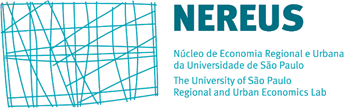 NEREUS
Núcleo de Economia Regional e Urbana
da Universidade de São Paulo
The University of São Paulo
Regional and Urban Economics Lab